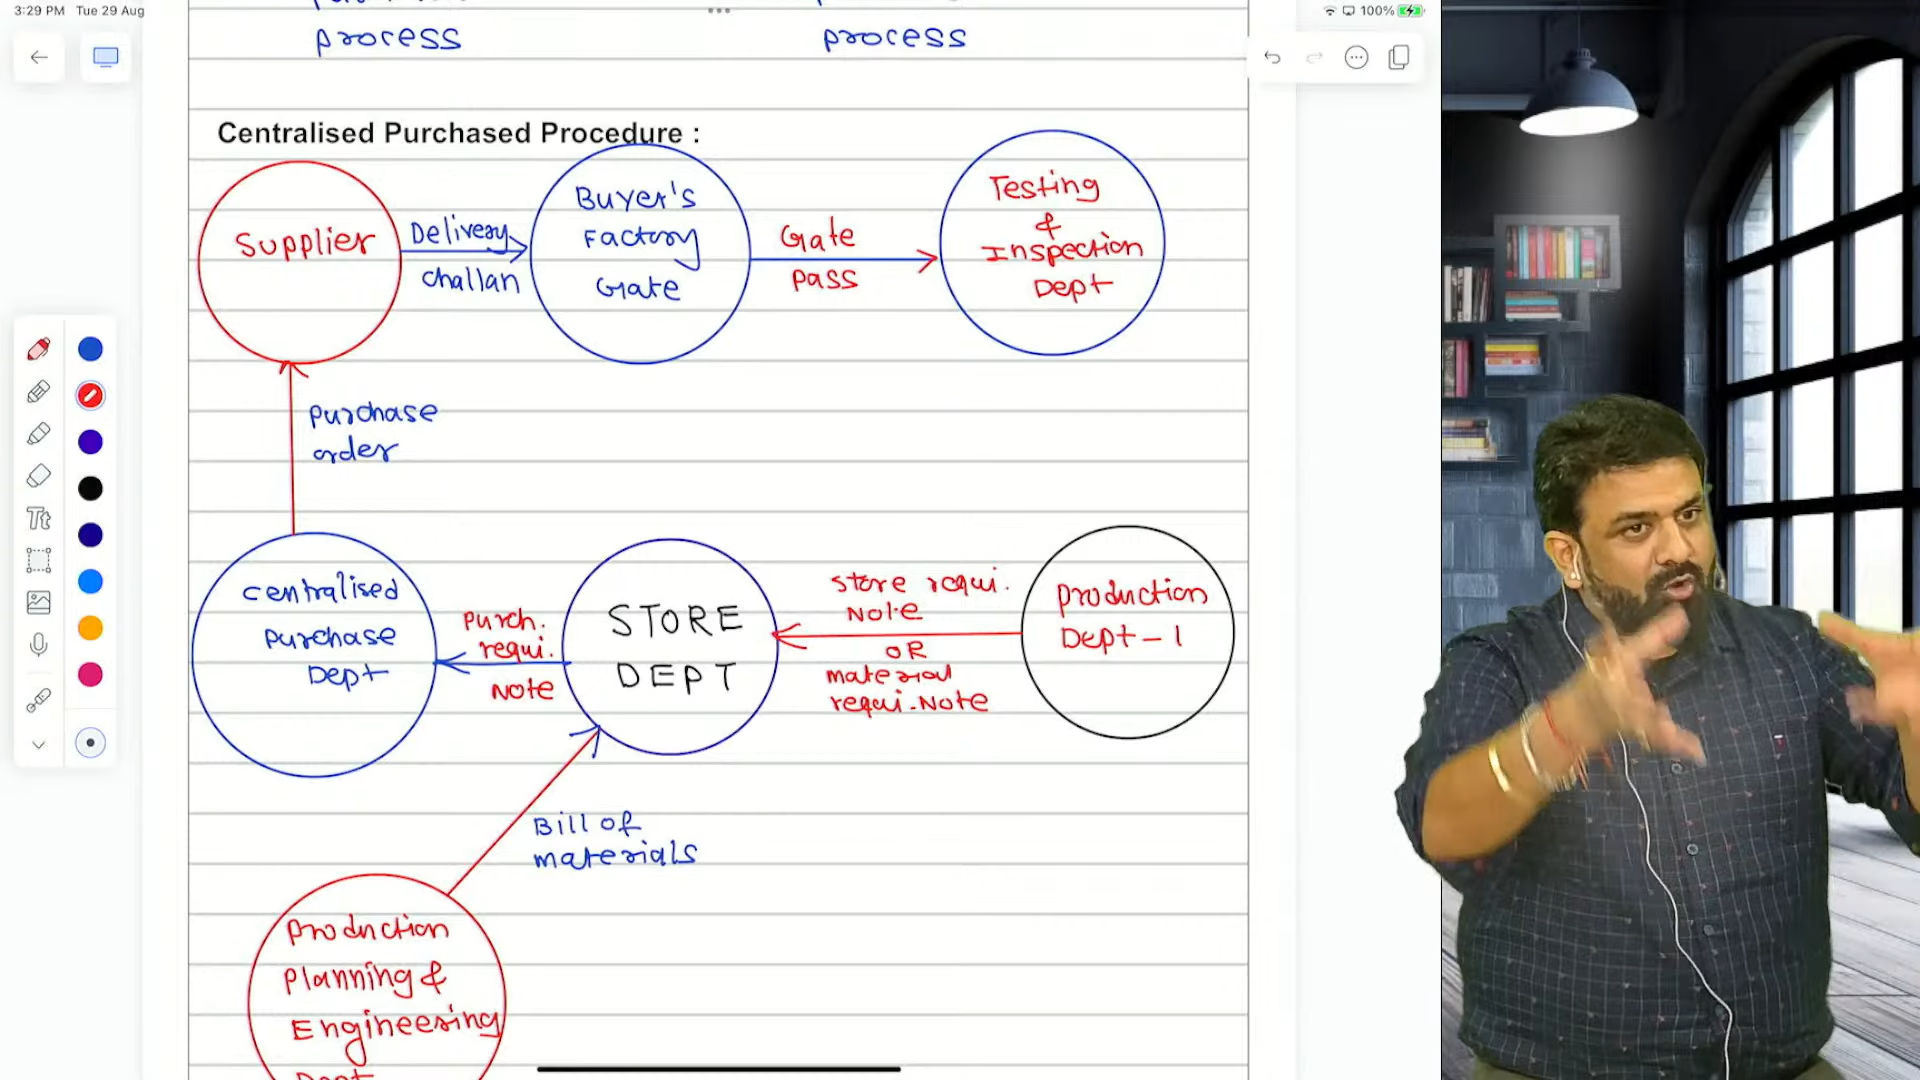 3:29 PM Tue 29 Aug
100%
process
process
Centralised Purchased Procedure :
Supplier
Delivery
challan
Buyer's
Factory
Gate
Gate
pass
Testing
&
Inspection
Dept
Purchase
order
Centralised
purchase
Dept
Purch.
requi.
Note
STORE
DEPT
Store requi.
Note
OR
material
requi. Note
production
Dept - 1
Bill of
materials
Production
Planning &
Engineering
Dept
Tt